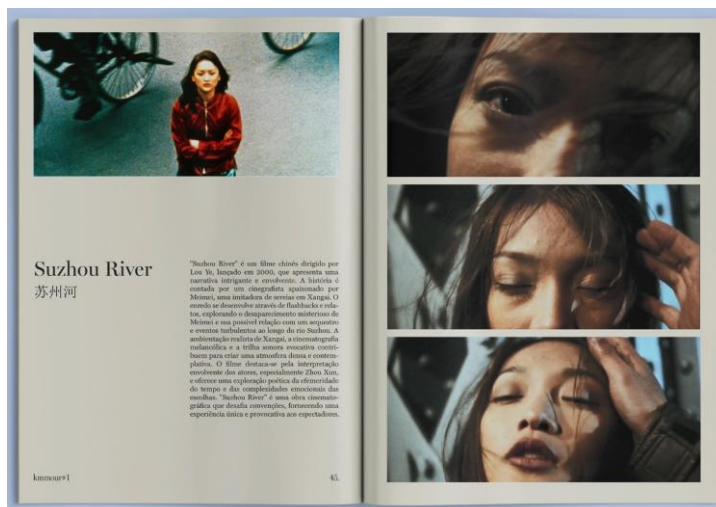 Suzhou River
苏州河
"Suzhou River" é um filme chinês dirigido por
Lou Ye, lançado em 2000, que apresenta uma
narrativa intrigante e envolvente. A história é
contada por um cinegrafista apaixonado por
Meimei, uma imitadora de sereias em Xangai. O
enredo se desenvolve através de flashbacks e rela-
tos, explorando o desaparecimento misterioso de
Meimei e sua possível relação com um sequestro
e eventos turbulentos ao longo do rio Suzhou. A
ambientação realista de Xangai, a cinematografia
melancólica e a trilha sonora evocativa contri-
buem para criar uma atmosfera densa e contem-
plativa. O filme destaca-se pela interpretação
envolvente dos atores, especialmente Zhou Xun,
e oferece uma exploração poética da efemeridade
do tempo e das complexidades emocionais das
escolhas. "Suzhou River" é uma obra cinemato-
gráfica que desafia convenções, fornecendo uma
experiência única e provocativa aos espectadores.
kmmour#1
45.